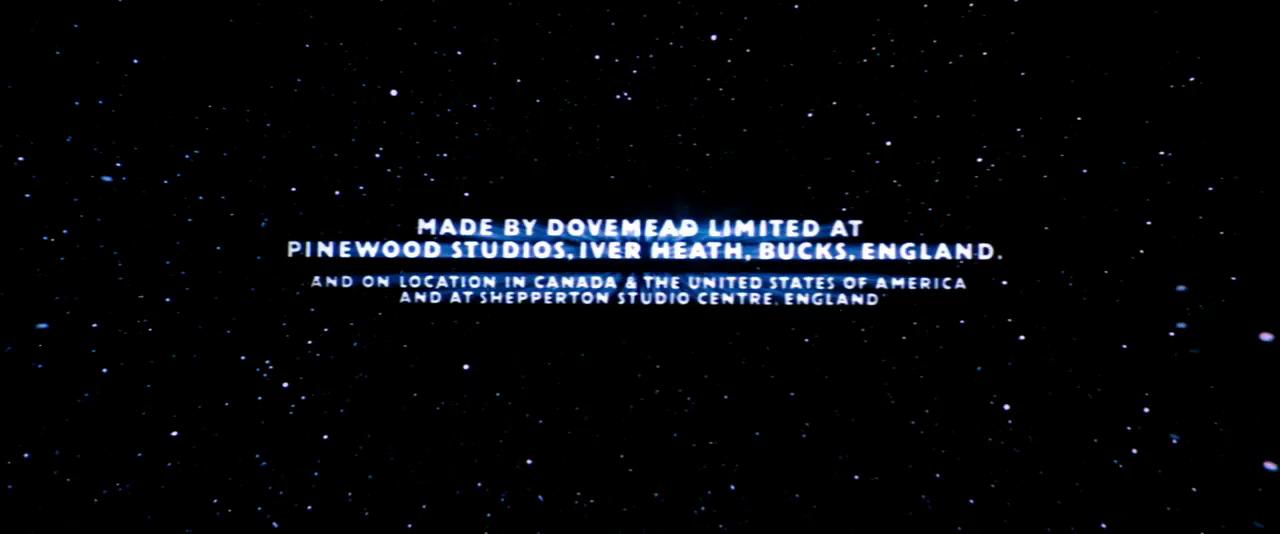 MADE BY DOVEMEAD LIMITED AT
PINEWOOD STUDIOS, IVER HEATH, BUCKS, ENGLAND.
AND ON LOCATION IN CANADA & THE UNITED STATES OF AMERICA
AND AT SHEPPERTON STUDIO CENTRE, ENGLAND